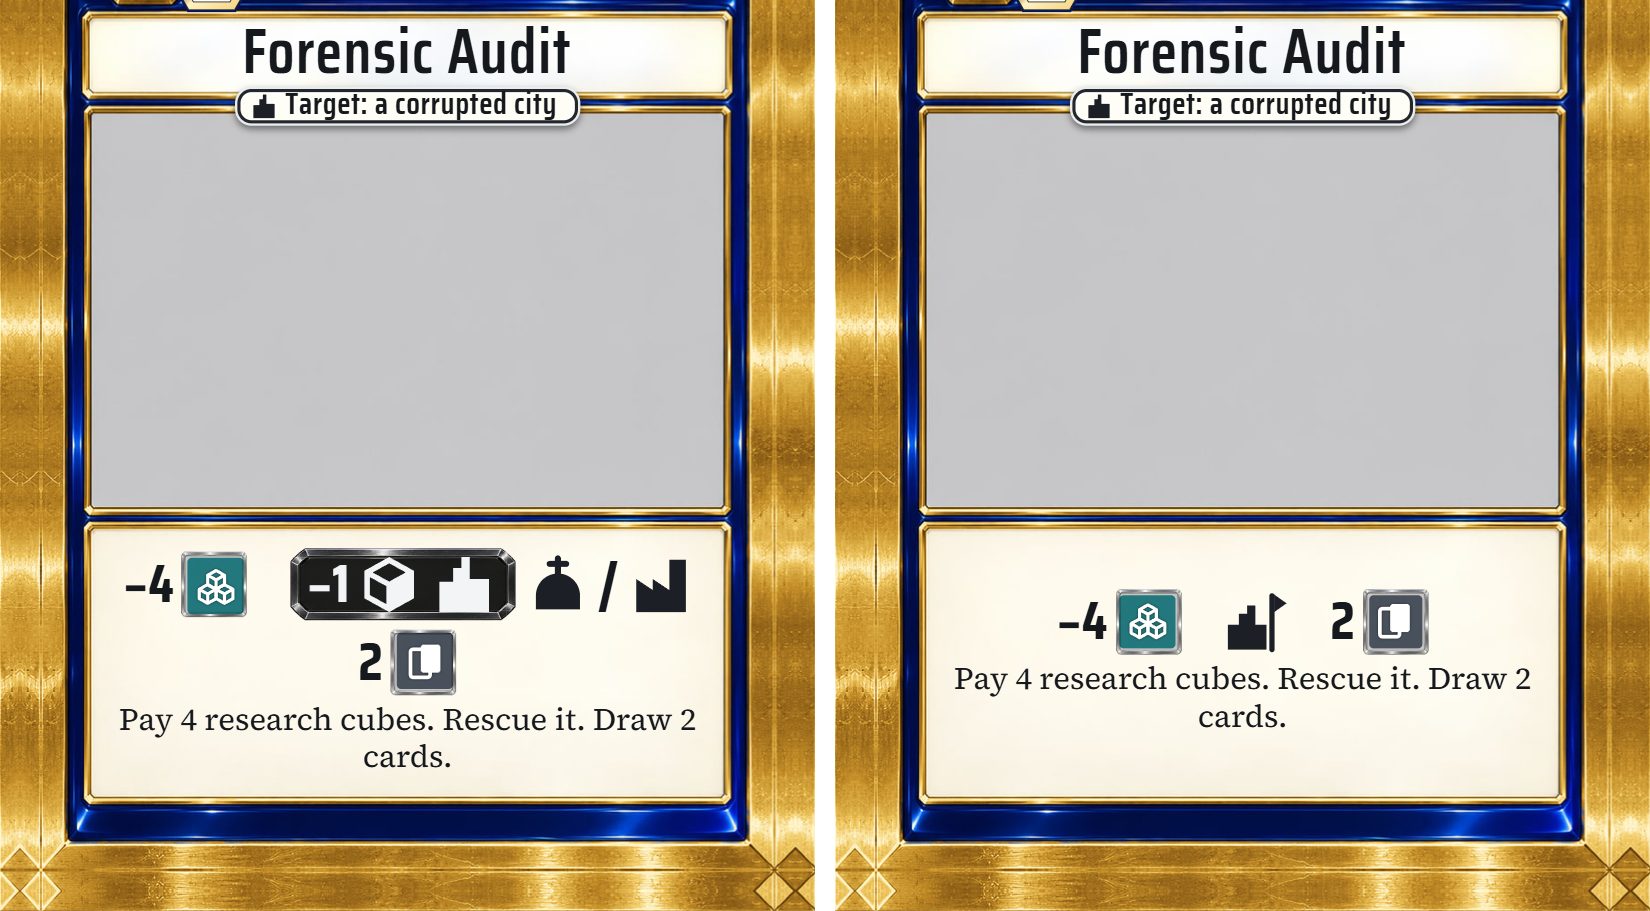 Forensic Audit
Target: a corrupted city
−4 −1 /
2
Pay 4 research cubes. Rescue it. Draw 2
cards.
Forensic Audit
Target: a corrupted city
−4 2
Pay 4 research cubes. Rescue it. Draw 2
cards.